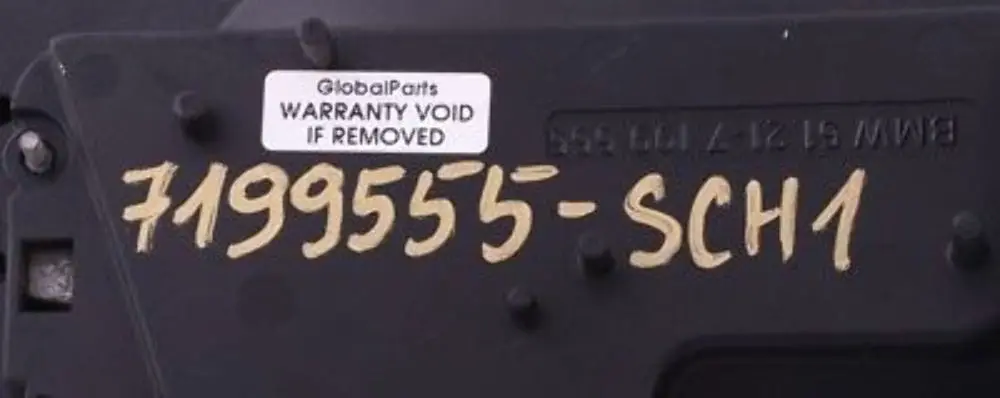 GlobalParts
WARRANTY VOID
IF REMOVED
BMW 61 21-7 199 555
7199555-SCH1